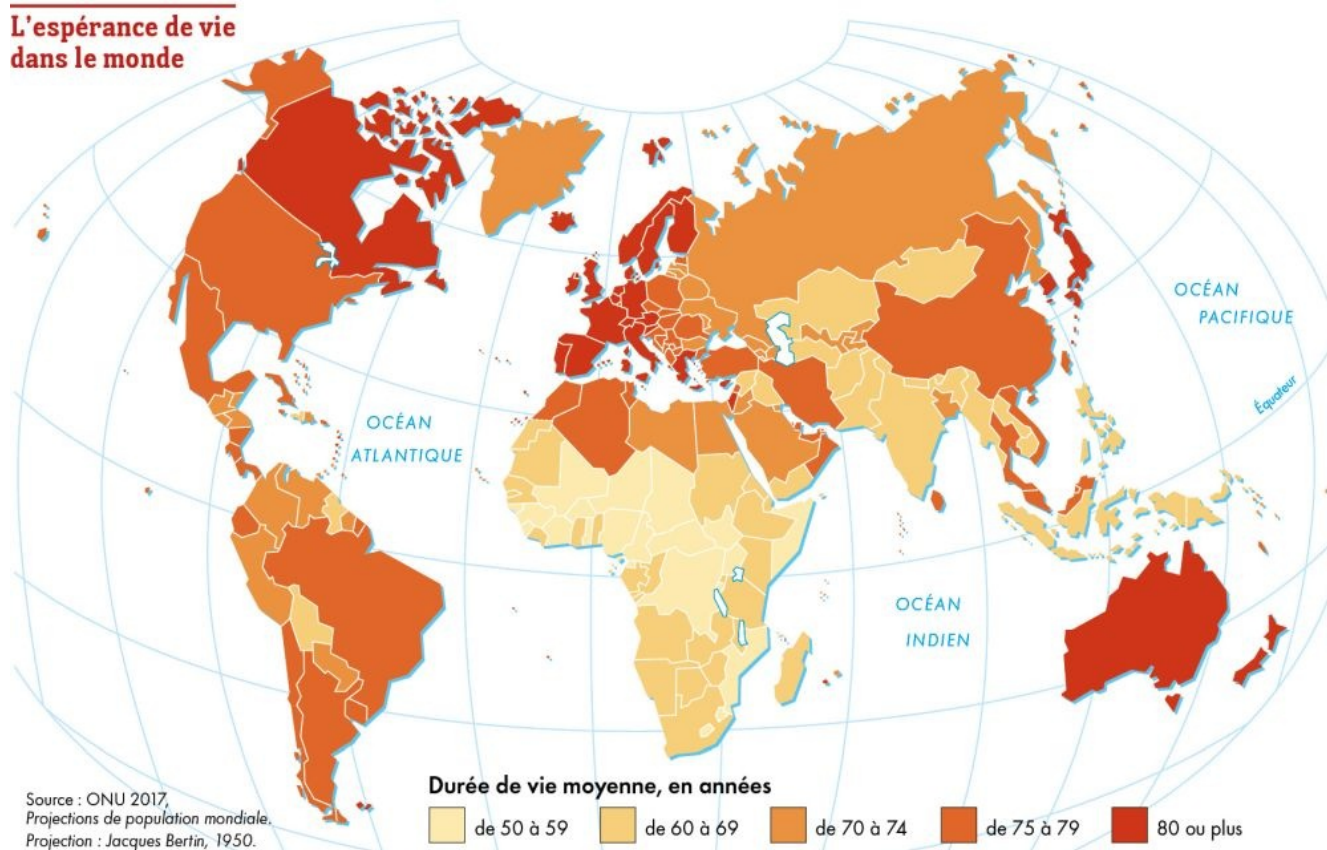 L'espérance de vie
dans le monde
OCÉAN
PACIFIQUE
Équateur
OCÉAN
ATLANTIQUE
OCÉAN
INDIEN
Durée de vie moyenne, en années
de 50 à 59
de 60 à 69
de 70 à 74
de 75 à 79
80 ou plus
Source : ONU 2017,
Projections de population mondiale.
Projection : Jacques Bertin, 1950.